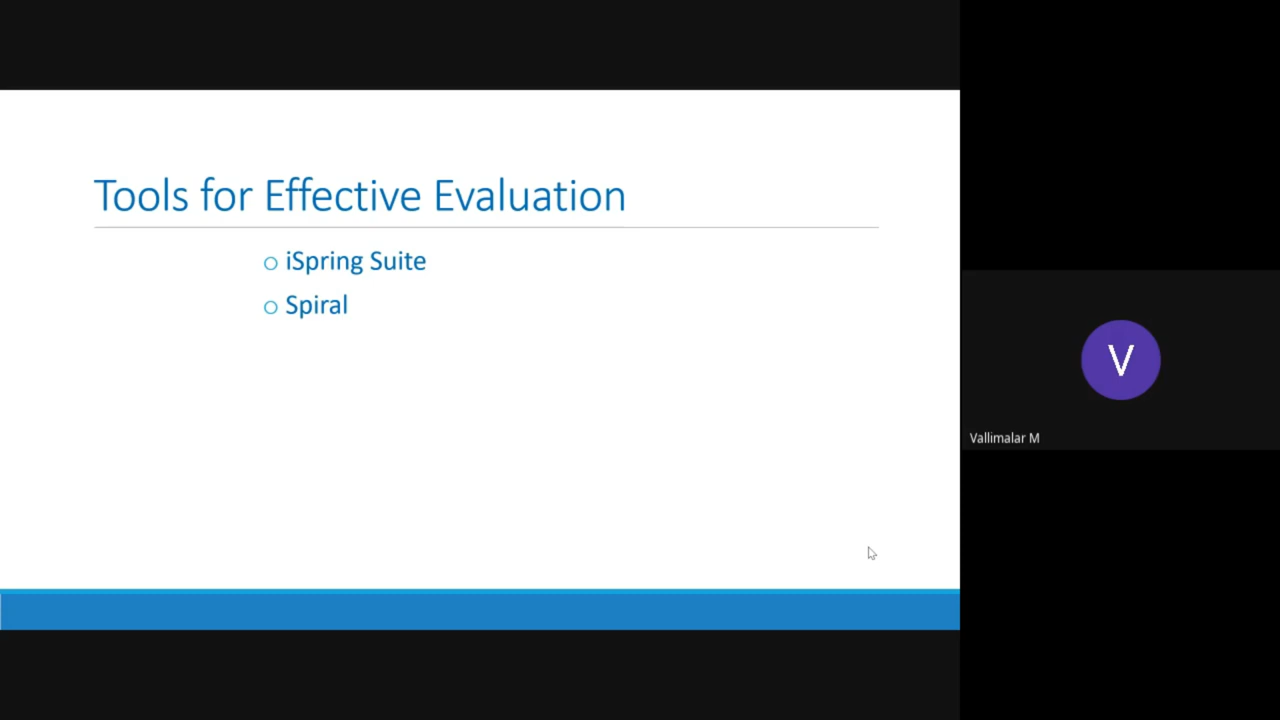 Tools for Effective Evaluation
iSpring Suite
Spiral
V
Vallimalar M